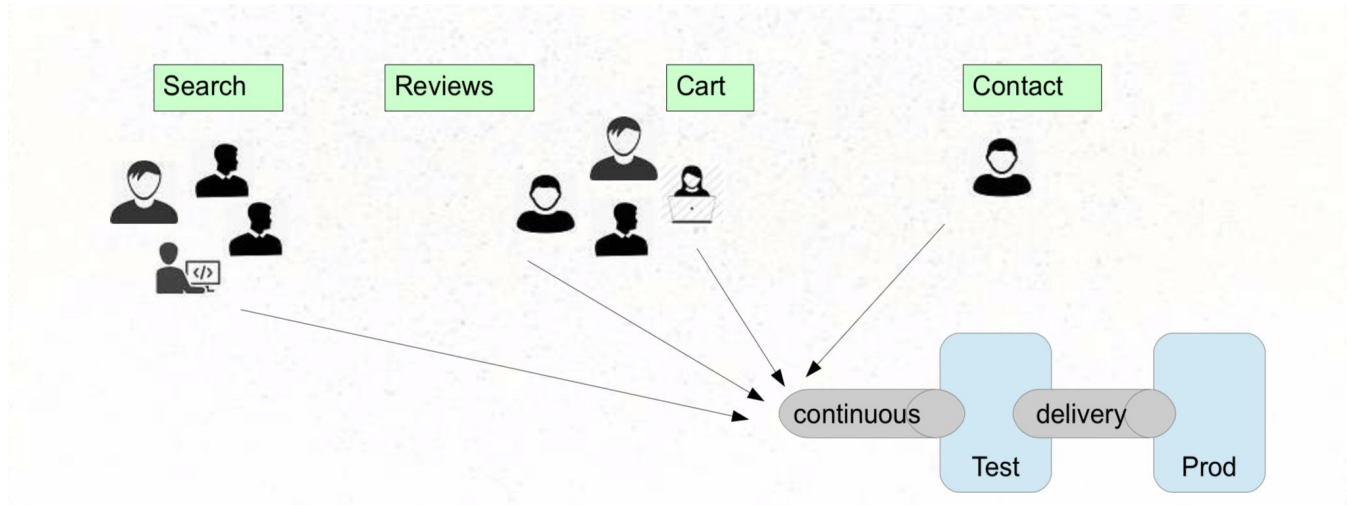 Search
Reviews
Cart
Contact
</>
continuous
delivery
Test
Prod